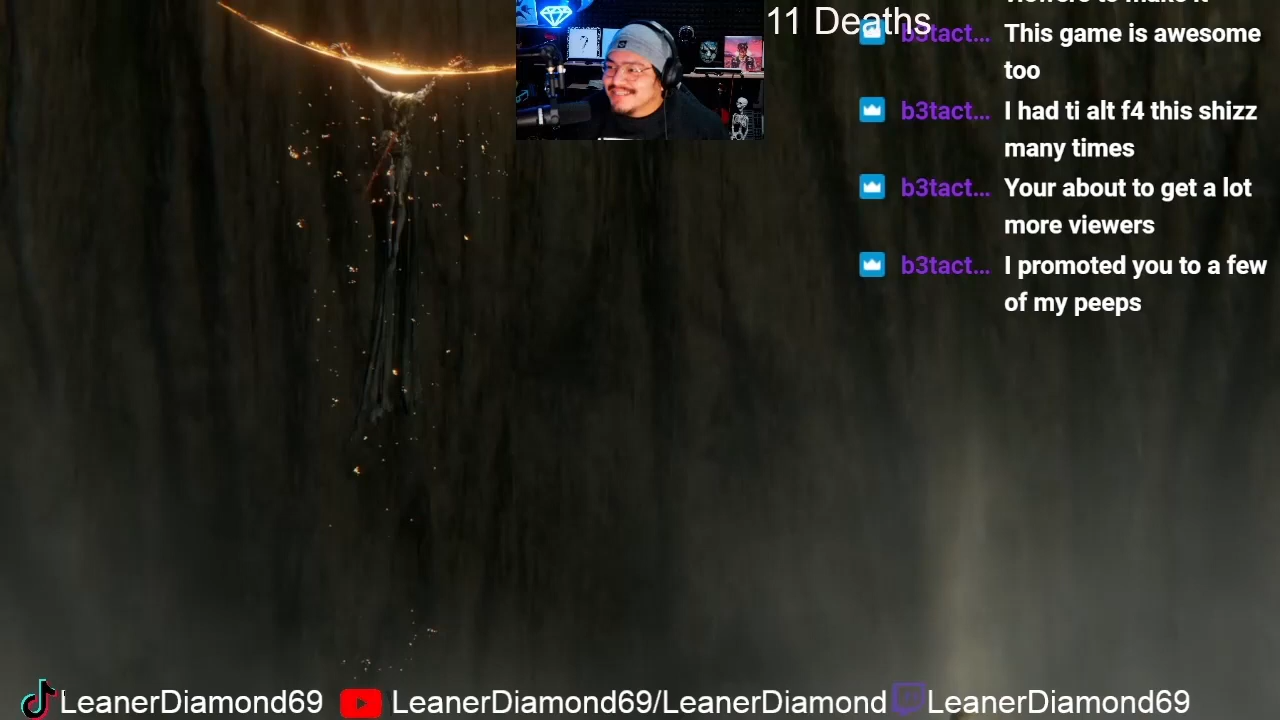 11 Deaths
b3tact... This game is awesome
too
b3tact... I had ti alt f4 this shizz
many times
b3tact... Your about to get a lot
more viewers
b3tact... I promoted you to a few
of my peeps
LeanerDiamond69 LeanerDiamond69/LeanerDiamond LeanerDiamond69